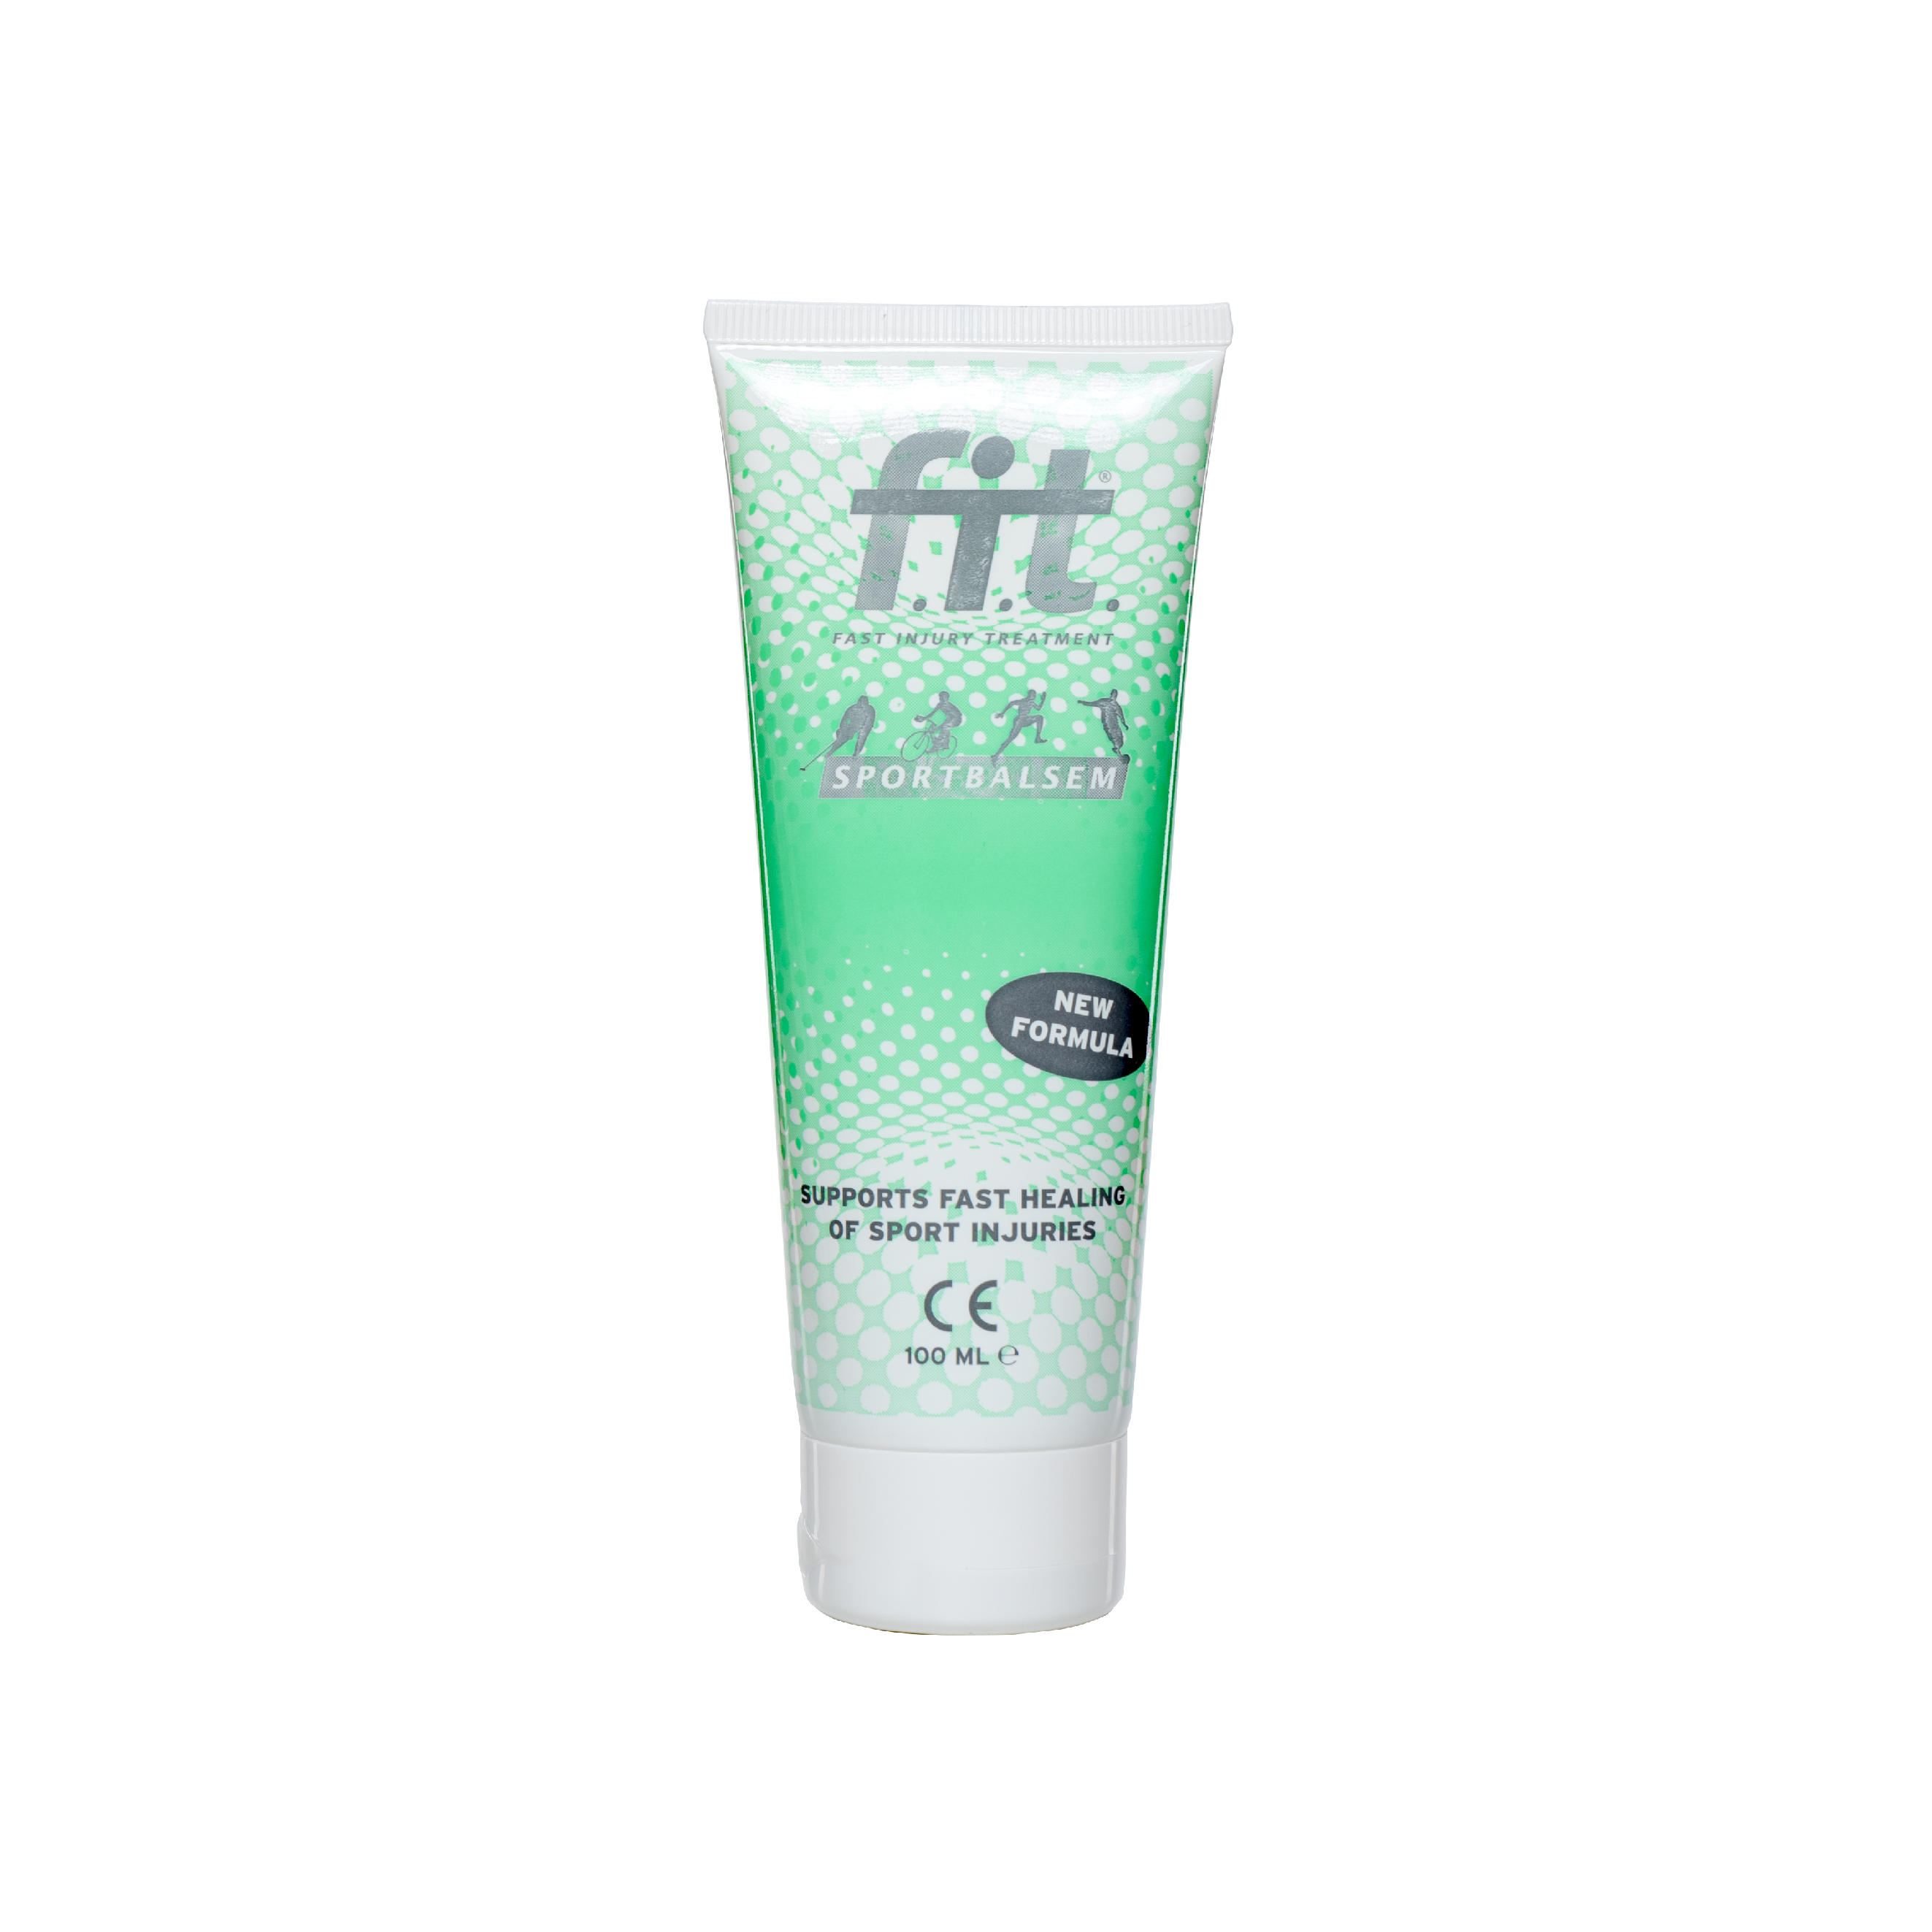 f.i.t.®
FAST INJURY TREATMENT
SPORTBALSEM
NEW
FORMULA
SUPPORTS FAST HEALING
OF SPORT INJURIES
CE
100 ML ℮